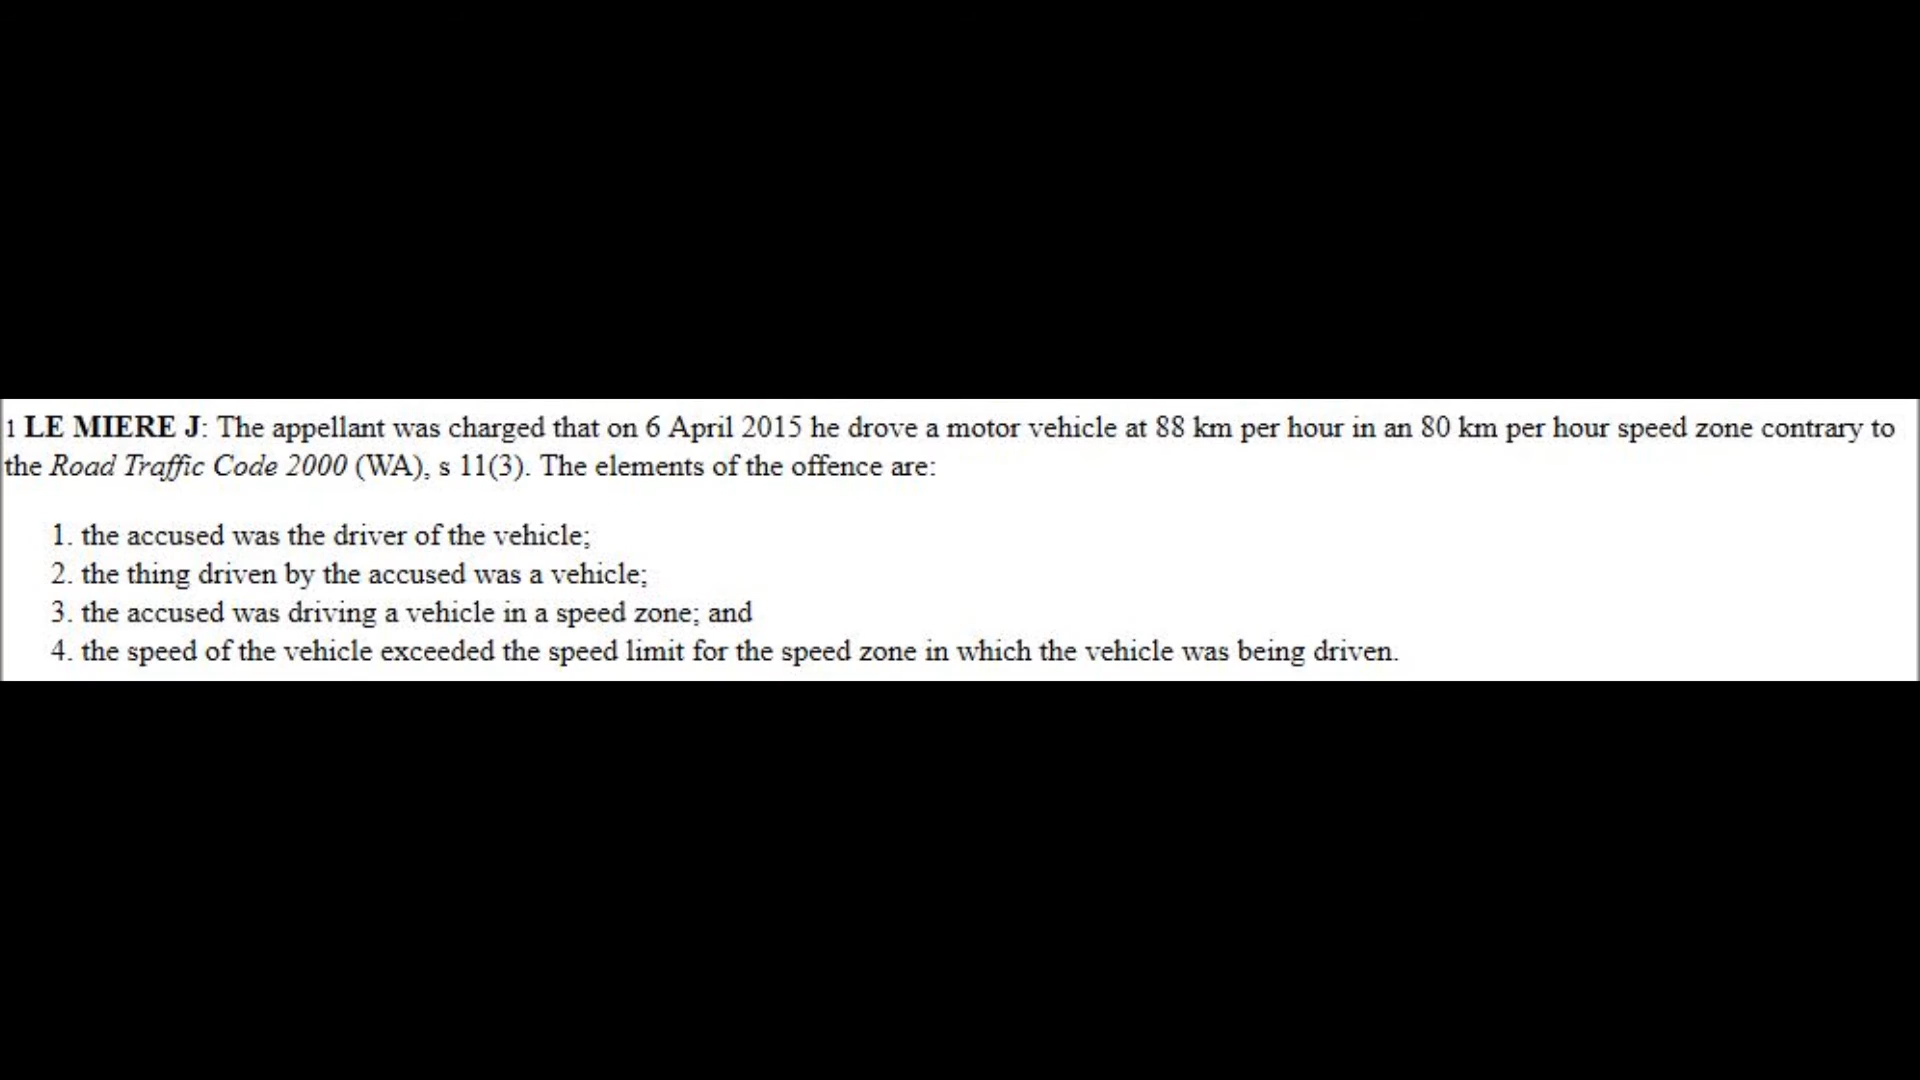 1 LE MIERE J: The appellant was charged that on 6 April 2015 he drove a motor vehicle at 88 km per hour in an 80 km per hour speed zone contrary to
the Road Traffic Code 2000 (WA), s 11(3). The elements of the offence are:
1. the accused was the driver of the vehicle;
2. the thing driven by the accused was a vehicle;
3. the accused was driving a vehicle in a speed zone; and
4. the speed of the vehicle exceeded the speed limit for the speed zone in which the vehicle was being driven.